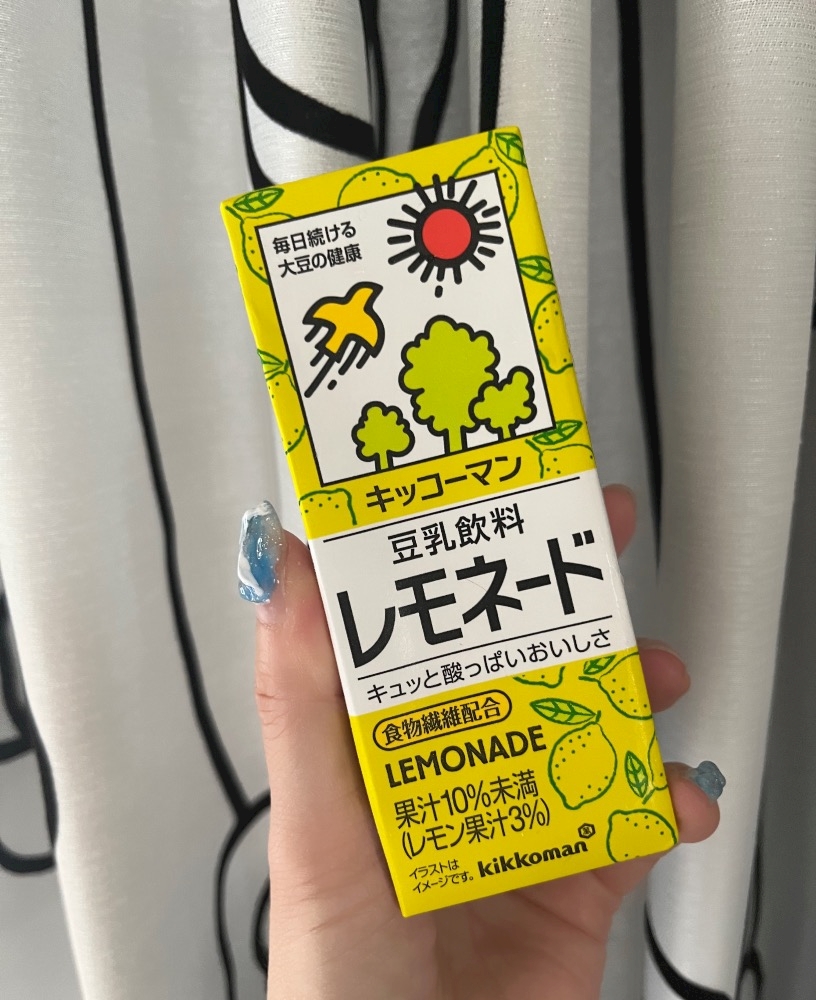 毎日続ける
大豆の健康
キッコーマン
豆乳飲料
レモネード
キュッと酸っぱいおいしさ
食物繊維配合
LEMONADE
果汁10%未満
(レモン果汁3%)
イラストは
イメージです。
kikkoman